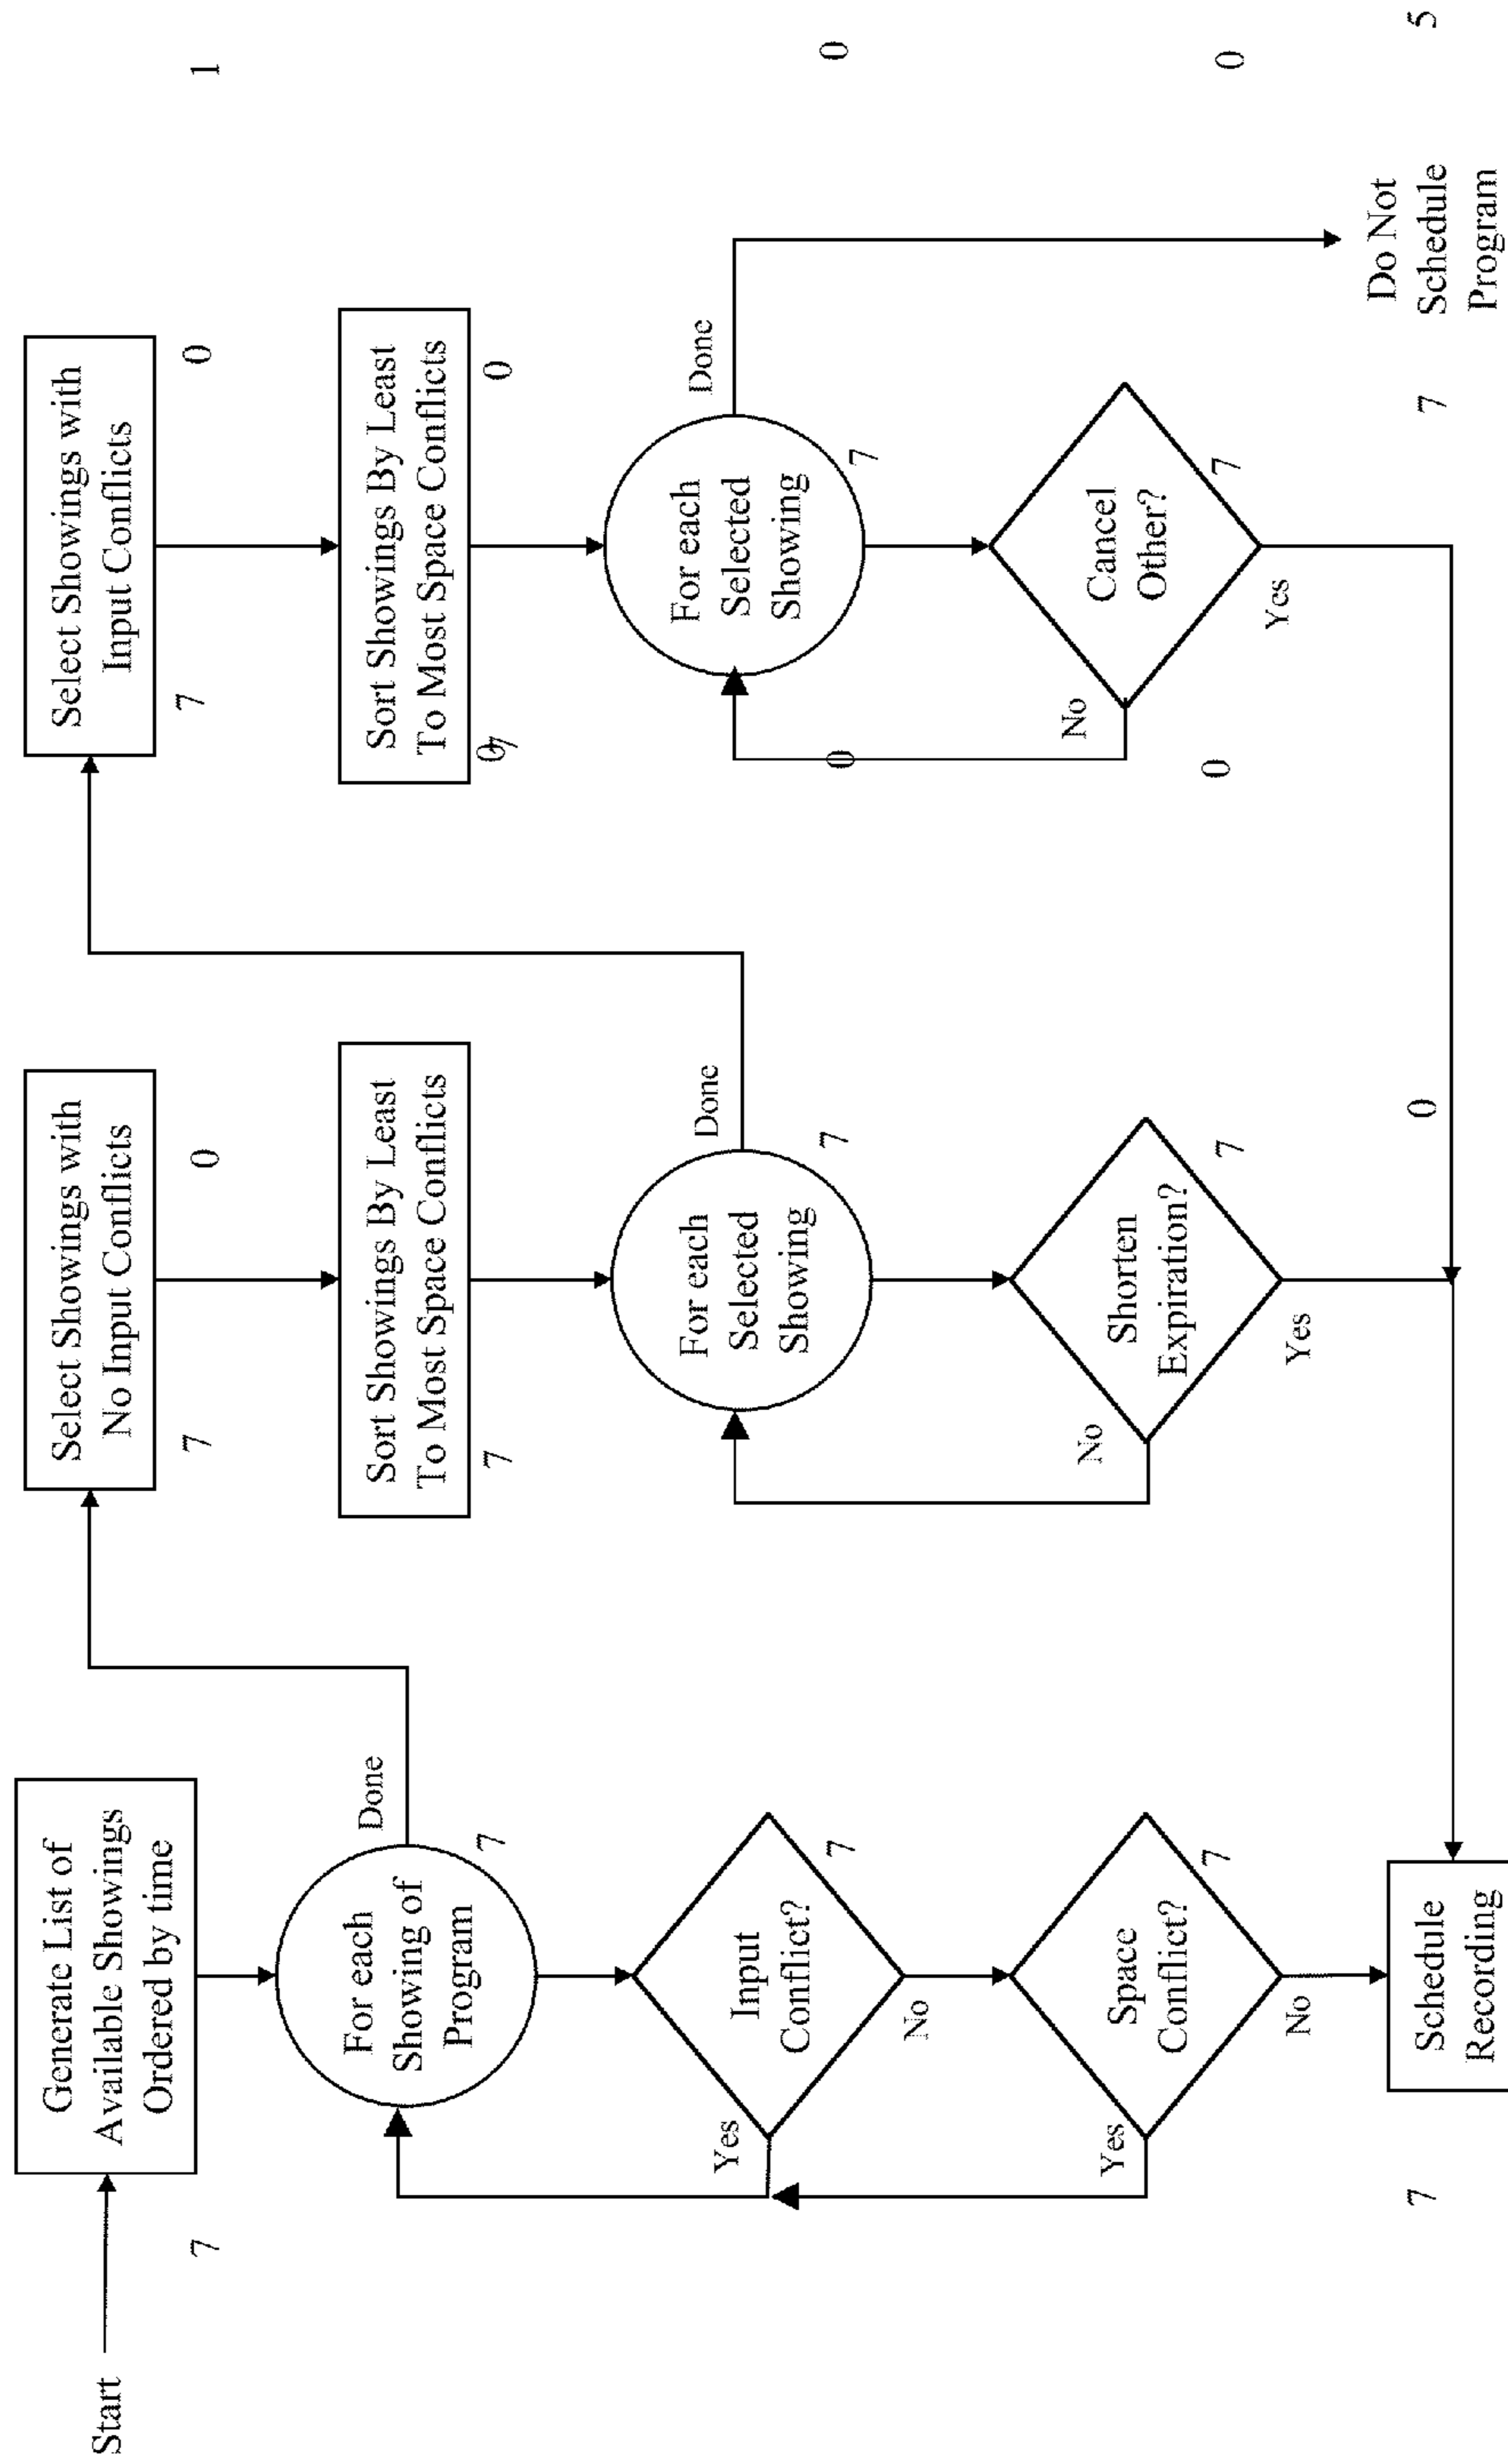 Start
Generate List of
Available Showings
Ordered by time
7
For each
Showing of
Program
7
Done
Input
Conflict?
7
Yes
No
Space
Conflict?
7
Yes
No
Schedule
Recording
7
Select Showings with
No Input Conflicts
7
0
Sort Showings By Least
To Most Space Conflicts
7
For each
Selected
Showing
7
Done
Shorten
Expiration?
7
No
Yes
0
Select Showings with
Input Conflicts
7
0
1
Sort Showings By Least
To Most Space Conflicts
0
7
0
For each
Selected
Showing
7
Done
0
0
Cancel
Other?
7
No
Yes
0
0
Do Not
Schedule
Program
7
5